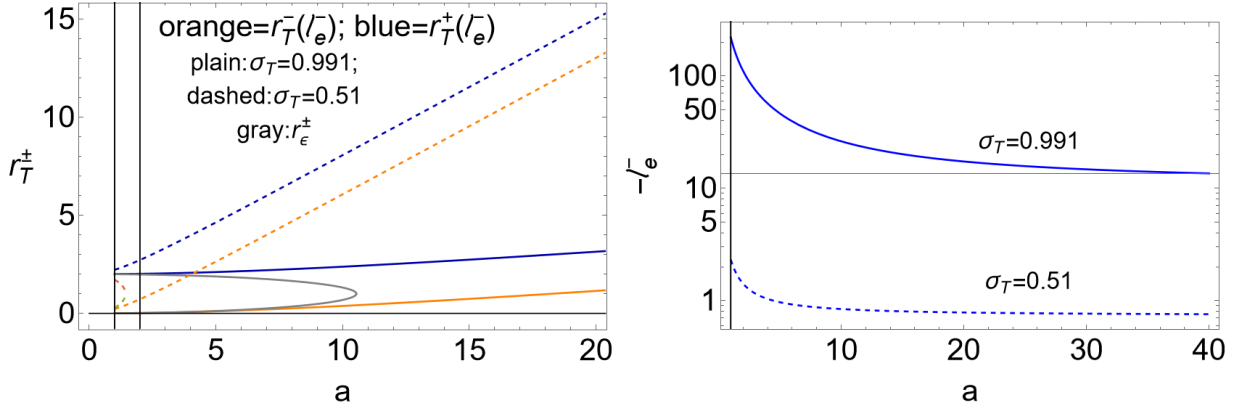 orange=r_T^-(l_e^-); blue=r_T^+(l_e^-)
plain:σ_T=0.991;
dashed:σ_T=0.51
gray:r_ϵ^±
r_T^±
15
10
5
0
0 5 10 15 20
a
-l_e^-
100
50
10
5
1
σ_T=0.991
σ_T=0.51
10 20 30 40
a